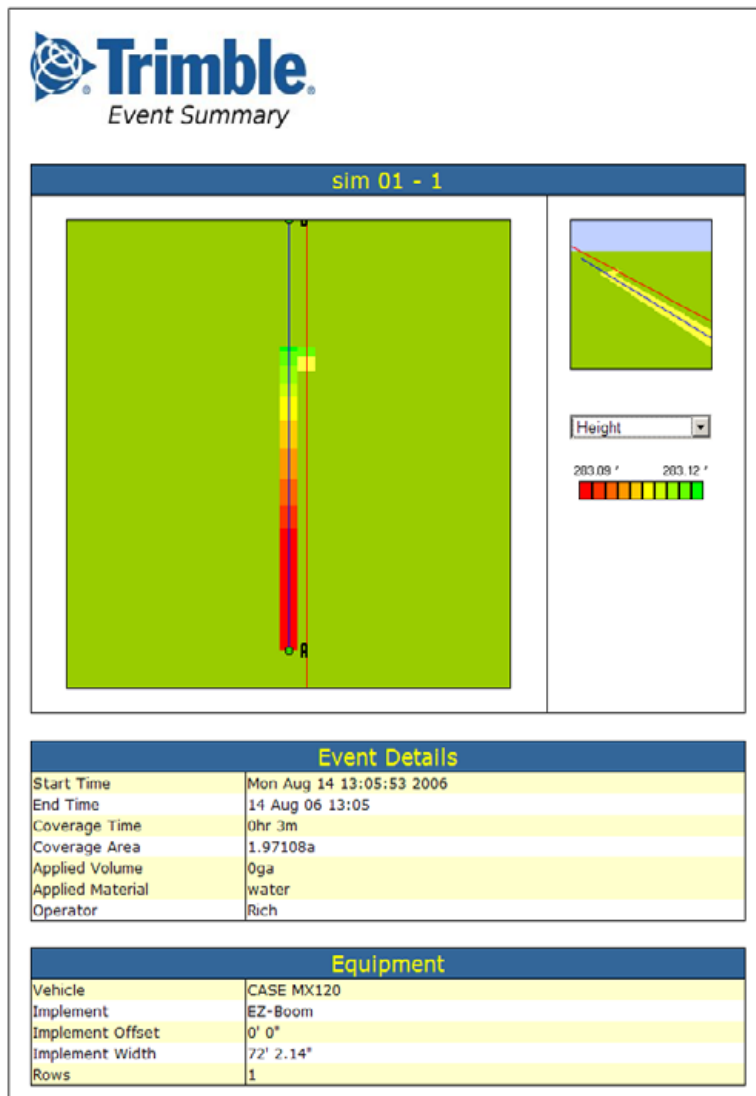 Trimble
Event Summary
sim 01 - 1
Height
283.09 ' 283.12 '
A
Event Details
Start Time Mon Aug 14 13:05:53 2006
End Time 14 Aug 06 13:05
Coverage Time 0hr 3m
Coverage Area 1.97108a
Applied Volume 0ga
Applied Material water
Operator Rich
Equipment
Vehicle CASE MX120
Implement EZ-Boom
Implement Offset 0' 0"
Implement Width 72' 2.14"
Rows 1